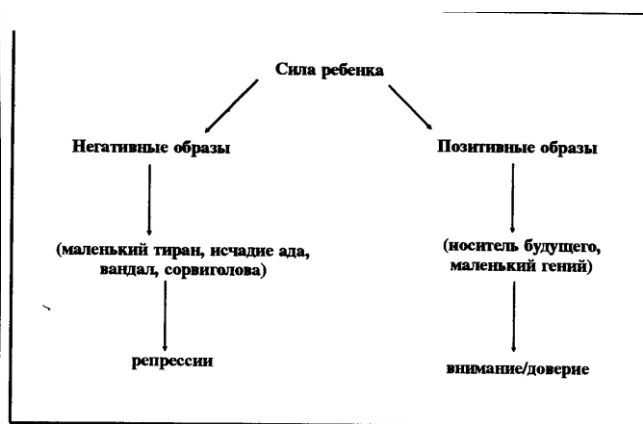 Сила ребенка
Негативные образы
Позитивные образы
(маленький тиран, исчадие ада,
вандал, сорвиголова)
(носитель будущего,
маленький гений)
репрессии
внимание/доверие